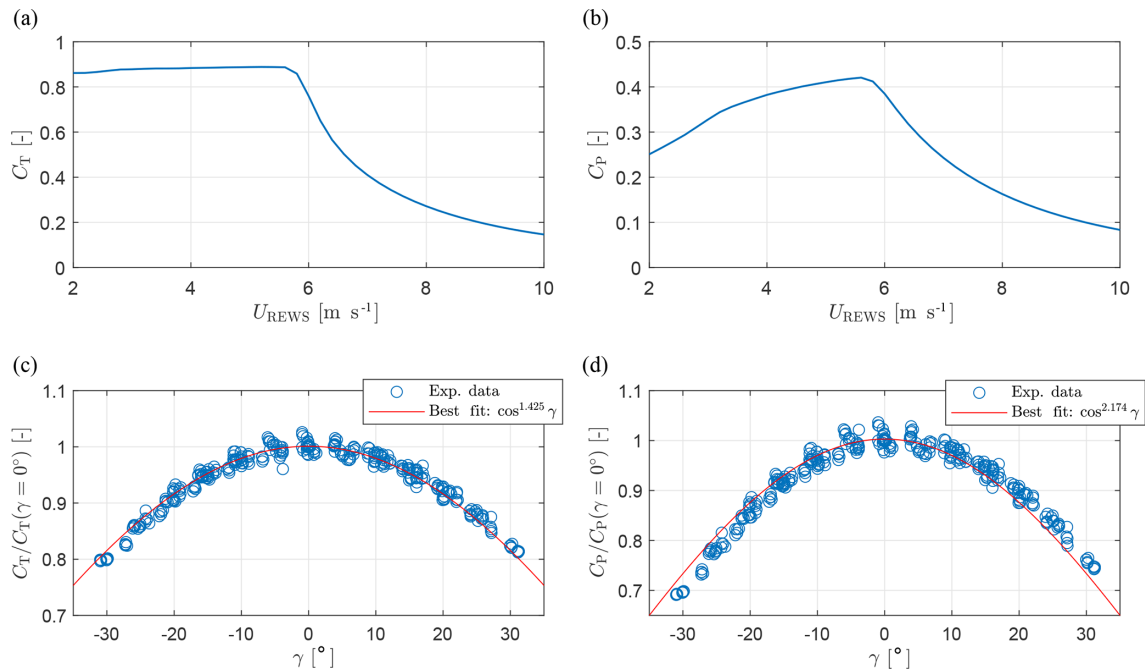 (a)
(b)
1
0.8
0.6
0.4
0.2
0
C_T [-]
2
4
6
8
10
U_REWS [m s⁻¹]
0.5
0.4
0.3
0.2
0.1
0
C_P [-]
2
4
6
8
10
U_REWS [m s⁻¹]
(c)
(d)
1.1
1
0.9
0.8
0.7
C_T/C_T(γ = 0°) [-]
Exp. data
Best fit: cos^1.425 γ
-30
-20
-10
0
10
20
30
γ [°]
1.1
1
0.9
0.8
0.7
C_P/C_P(γ = 0°) [-]
Exp. data
Best fit: cos^2.174 γ
-30
-20
-10
0
10
20
30
γ [°]